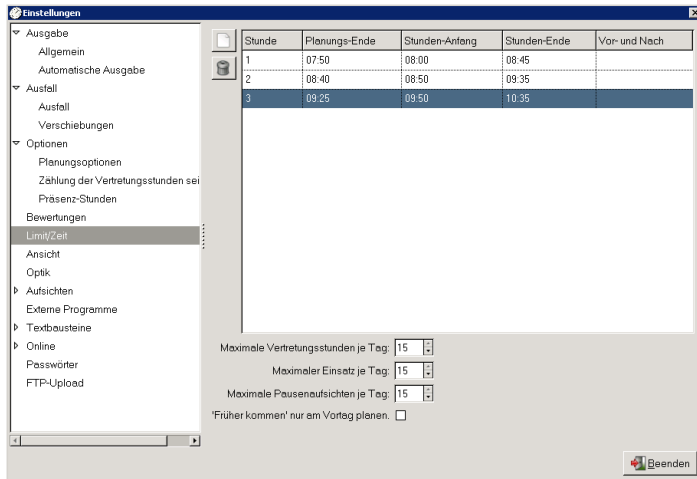 Einstellungen
Ausgabe
Allgemein
Automatische Ausgabe
Ausfall
Ausfall
Verschiebungen
Optionen
Planungsoptionen
Zählung der Vertretungsstunden sei
Präsenz-Stunden
Bewertungen
Limit/Zeit
Ansicht
Optik
Aufsichten
Externe Programme
Textbausteine
Online
Passwörter
FTP-Upload
Stunde Planungs-Ende Stunden-Anfang Stunden-Ende Vor- und Nach
1 07:50 08:00 08:45
2 08:40 08:50 09:35
3 09:25 09:50 10:35
Maximale Vertretungsstunden je Tag: 15
Maximaler Einsatz je Tag: 15
Maximale Pausenaufsichten je Tag: 15
'Früher kommen' nur am Vortag planen.
Beenden